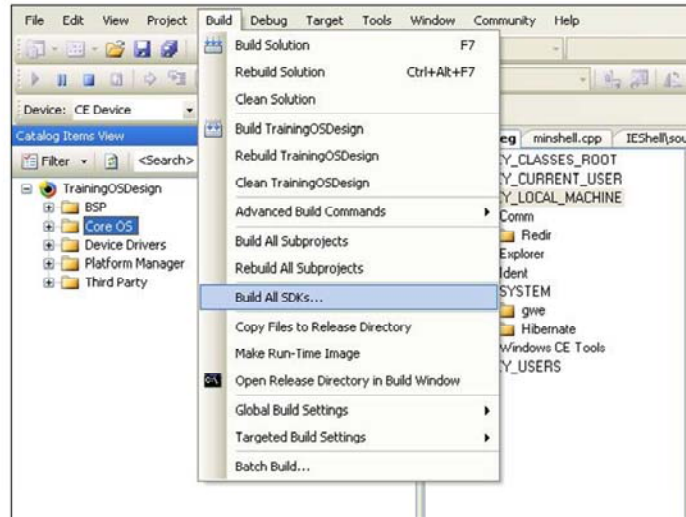 File Edit View Project Build Debug Target Tools Window Community Help
Build Solution F7
Rebuild Solution Ctrl+Alt+F7
Clean Solution
Build TrainingOSDesign
Rebuild TrainingOSDesign
Clean TrainingOSDesign
Advanced Build Commands
Build All Subprojects
Rebuild All Subprojects
Build All SDKs...
Copy Files to Release Directory
Make Run-Time Image
Open Release Directory in Build Window
Global Build Settings
Targeted Build Settings
Batch Build...
Device: CE Device
Catalog Items View
Filter <Search>
TrainingOSDesign
BSP
Core OS
Device Drivers
Platform Manager
Third Party
eg minshell.cpp IEShell\sou
Y_CLASSES_ROOT
Y_CURRENT_USER
Y_LOCAL_MACHINE
Comm
Redir
Explorer
Ident
SYSTEM
gwe
Hibernate
Windows CE Tools
Y_USERS